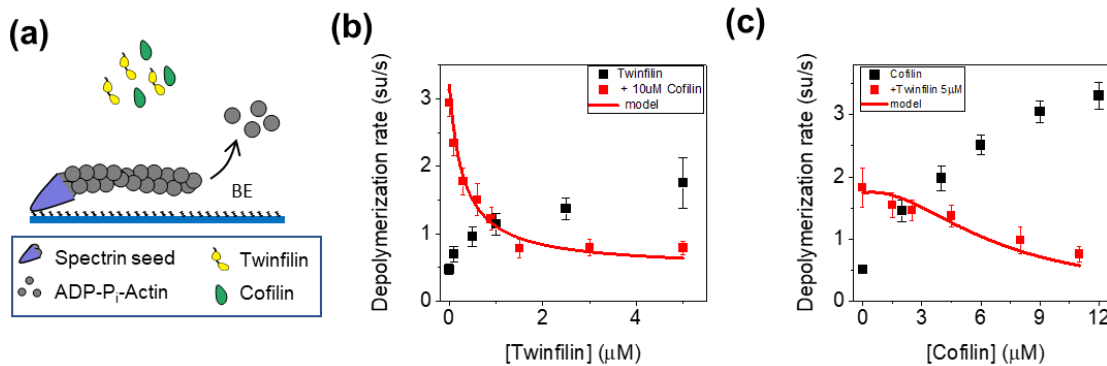 (a)
BE
Spectrin seed
Twinfilin
ADP-Pi-Actin
Cofilin
(b)
Depolymerization rate (su/s)
3
2
1
0
0
2
4
[Twinfilin] (μM)
Twinfilin
+ 10uM Cofilin
model
(c)
Depolymerization rate (su/s)
3
2
1
0
0
3
6
9
12
[Cofilin] (μM)
Cofilin
+Twinfilin 5μM
model